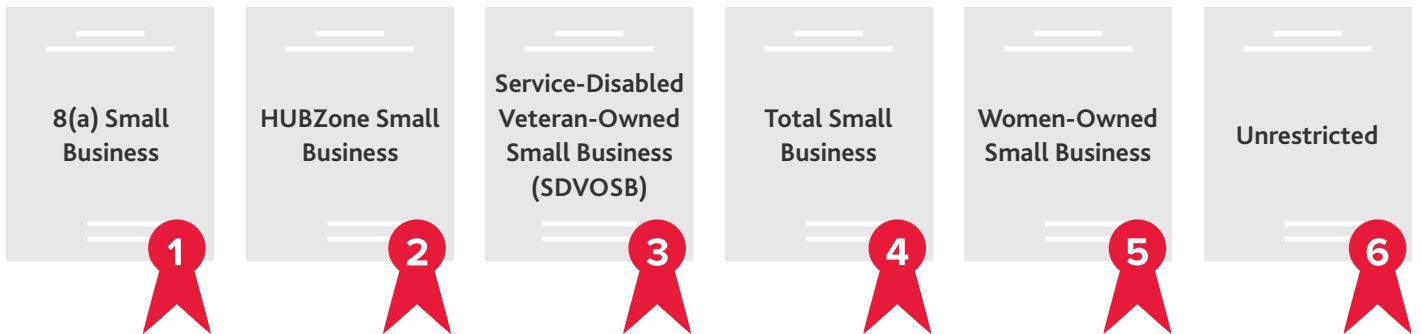 8(a) Small
Business
1
HUBZone Small
Business
2
Service-Disabled
Veteran-Owned
Small Business
(SDVOSB)
3
Total Small
Business
4
Women-Owned
Small Business
5
Unrestricted
6